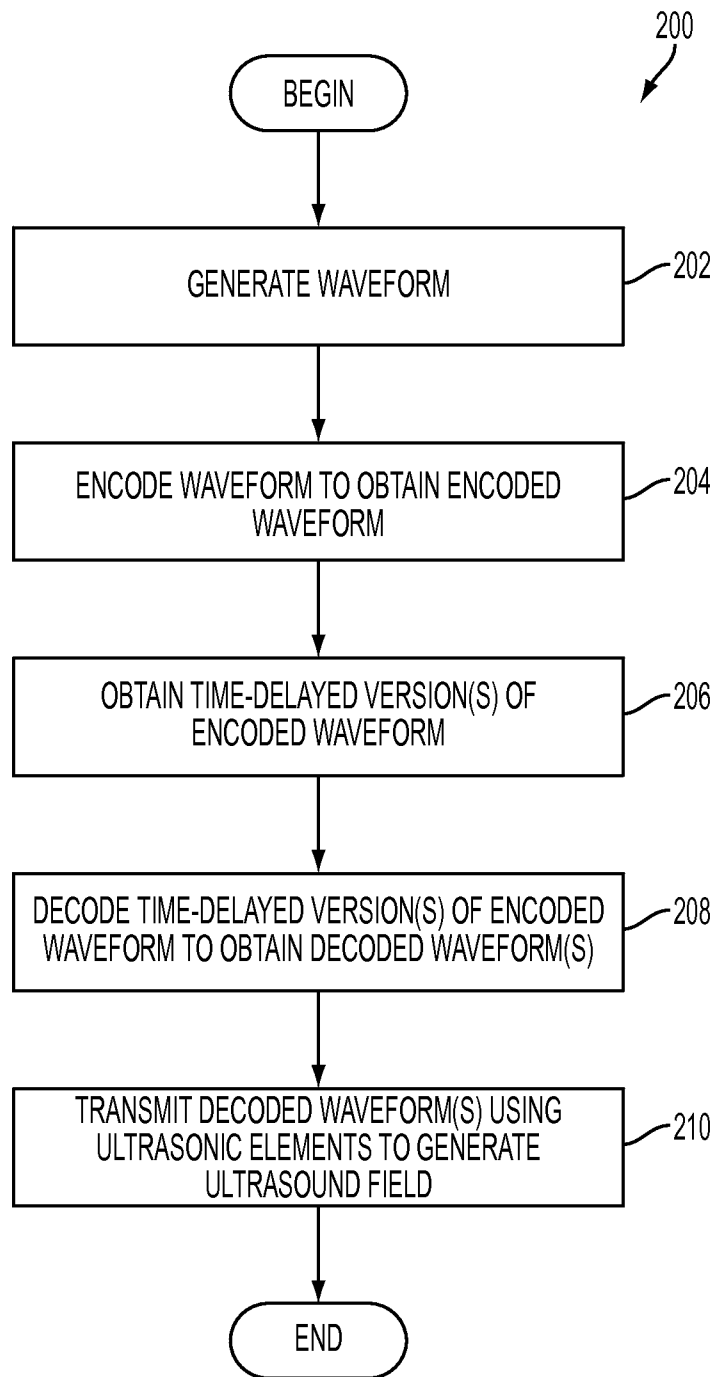 200
BEGIN
GENERATE WAVEFORM
202
ENCODE WAVEFORM TO OBTAIN ENCODED
WAVEFORM
204
OBTAIN TIME-DELAYED VERSION(S) OF
ENCODED WAVEFORM
206
DECODE TIME-DELAYED VERSION(S) OF ENCODED
WAVEFORM TO OBTAIN DECODED WAVEFORM(S)
208
TRANSMIT DECODED WAVEFORM(S) USING
ULTRASONIC ELEMENTS TO GENERATE
ULTRASOUND FIELD
210
END